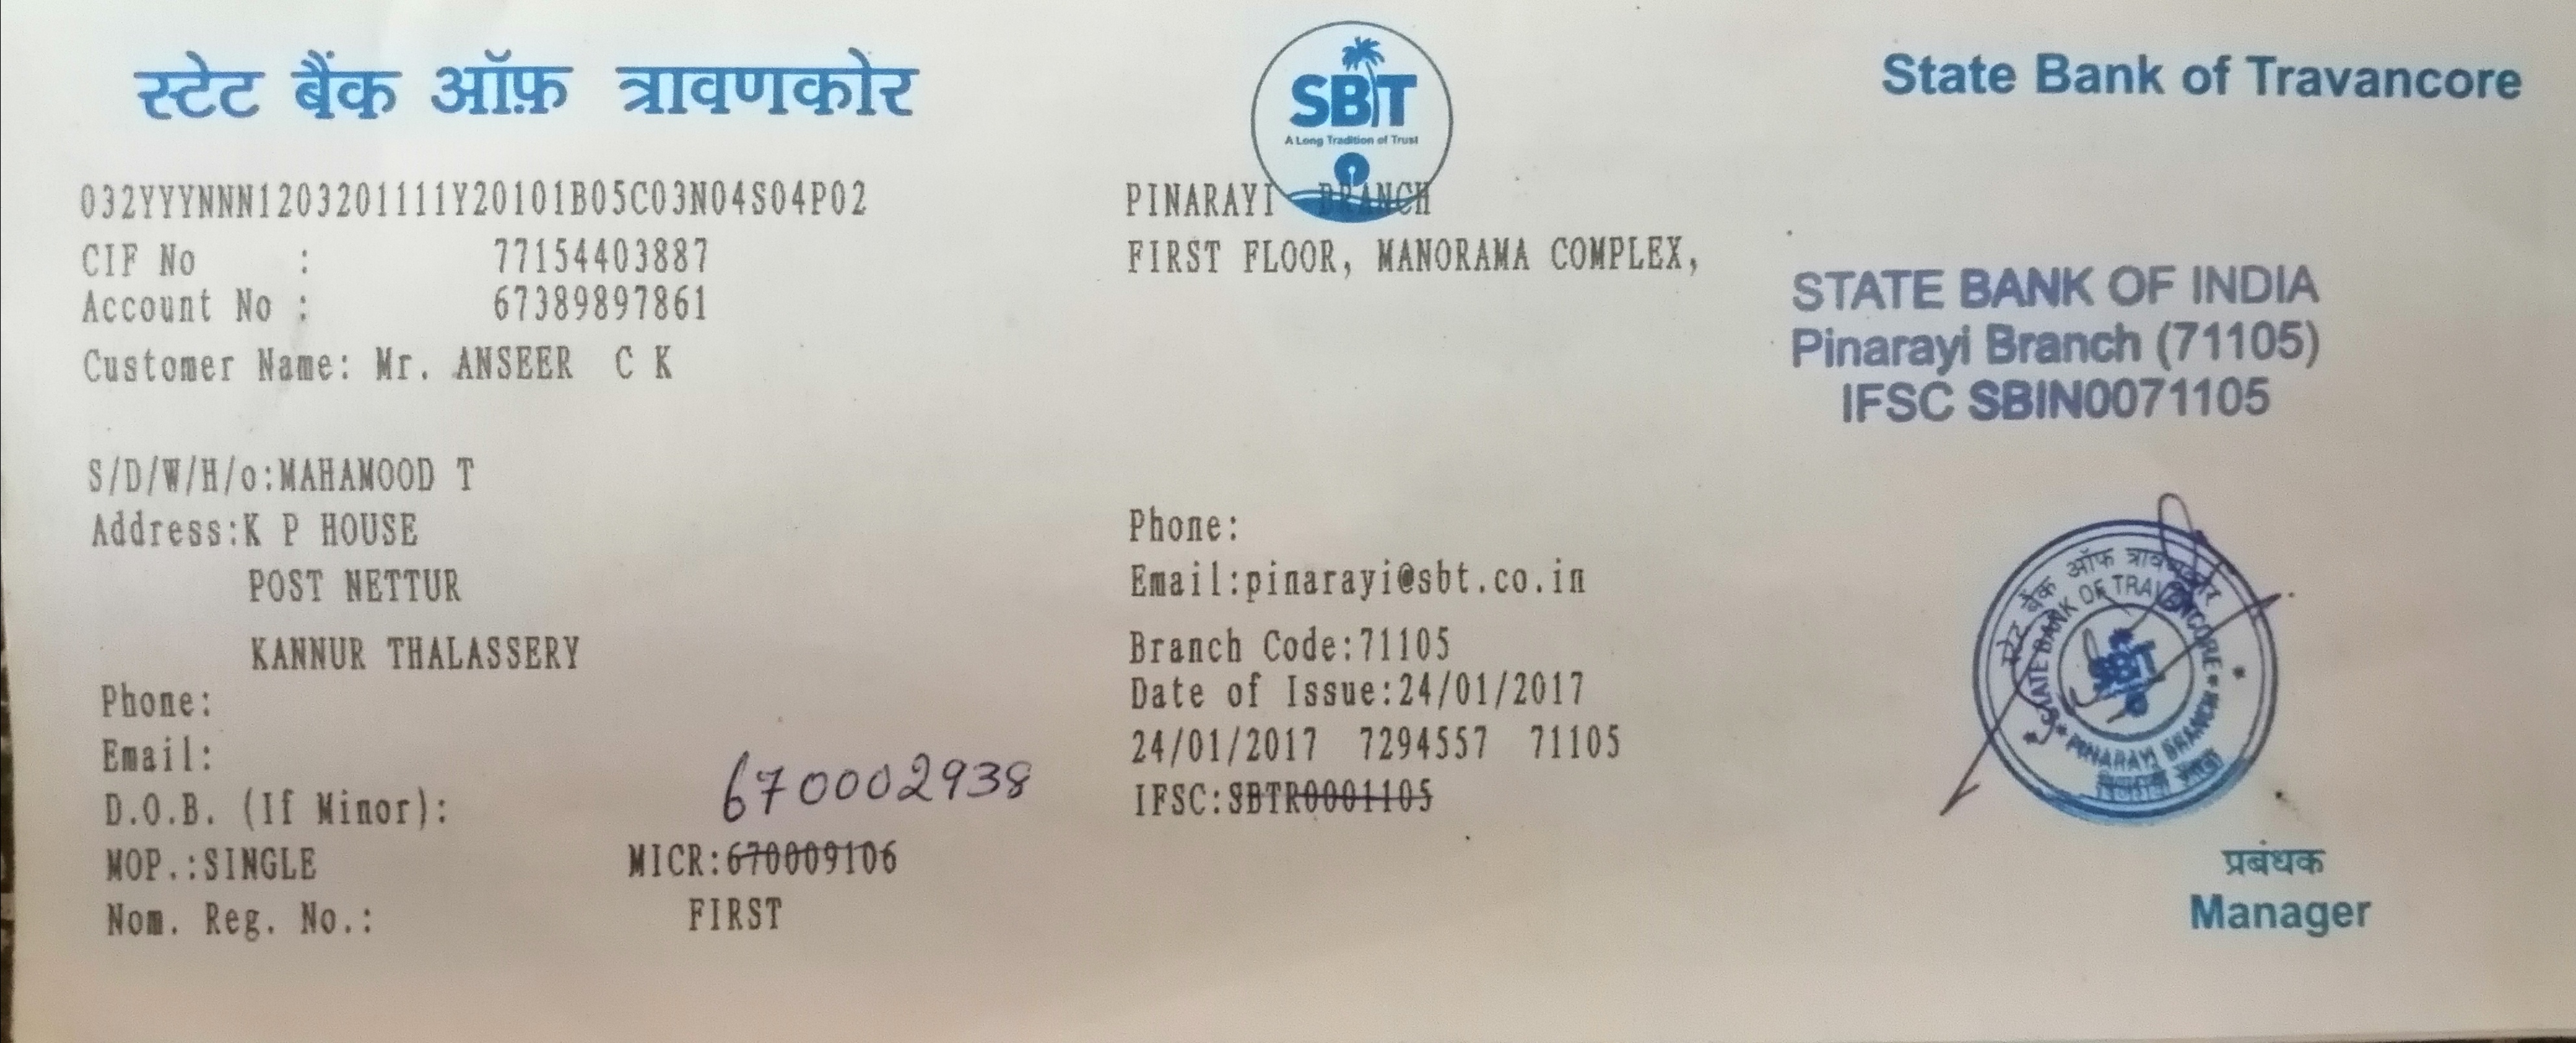 स्टेट बैंक ऑफ़ त्रावणकोर
SBT
A Long Tradition of Trust
State Bank of Travancore
032YYYNNN1203201111Y20101B05C03N04S04P02
CIF No : 77154403887
Account No : 67389897861
Customer Name: Mr. ANSEER C K
S/D/W/H/o:MAHAMOOD T
Address:K P HOUSE
POST NETTUR
KANNUR THALASSERY
Phone:
Email:
D.O.B. (If Minor):
670002938
MOP.:SINGLE MICR:670009106
Nom. Reg. No.: FIRST
PINARAYI BRANCH
FIRST FLOOR, MANORAMA COMPLEX,
Phone:
Email:pinarayi@sbt.co.in
Branch Code:71105
Date of Issue:24/01/2017
24/01/2017 7294557 71105
IFSC:SBTR0001105
STATE BANK OF INDIA
Pinarayi Branch (71105)
IFSC SBIN0071105
स्टेट बैंक ऑफ त्रावणकोर
STATE BANK OF TRAVANCORE
PINARAYI BRANCH
SBT
प्रबंधक
Manager